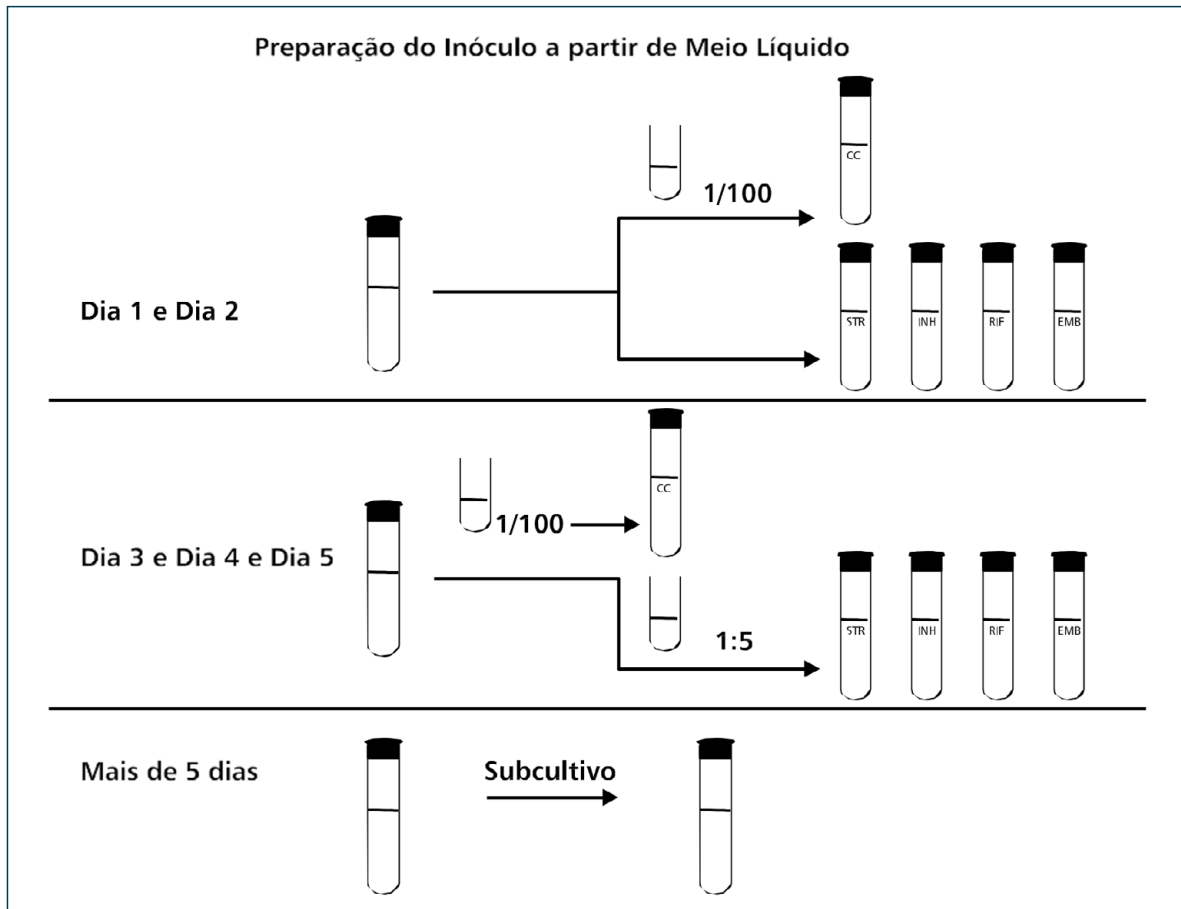 Preparação do Inóculo a partir de Meio Líquido
CC
1/100
Dia 1 e Dia 2
STR INH RIF EMB
CC
1/100
Dia 3 e Dia 4 e Dia 5
1:5
STR INH RIF EMB
Mais de 5 dias
Subcultivo